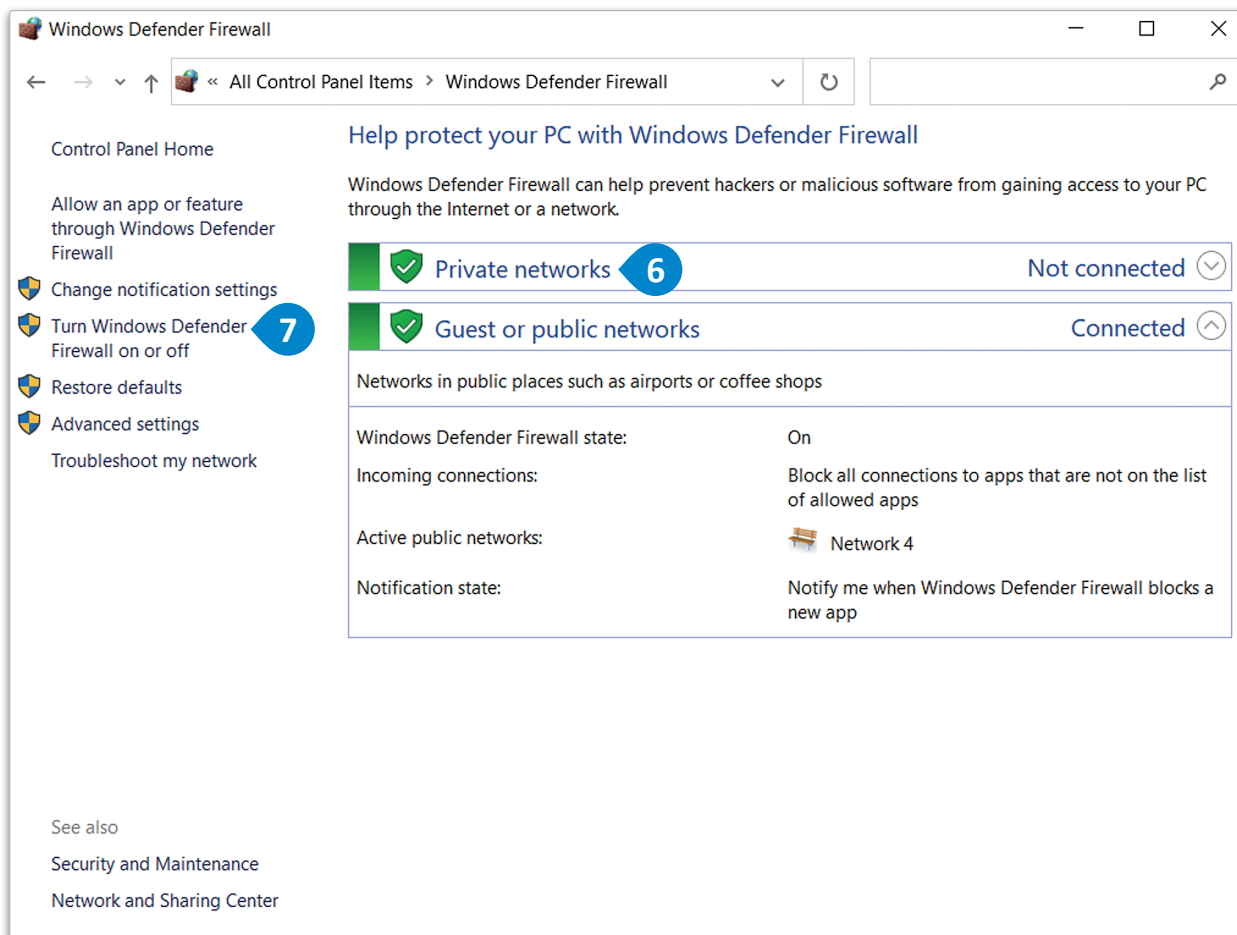 Windows Defender Firewall
« All Control Panel Items > Windows Defender Firewall
Control Panel Home
Allow an app or feature
through Windows Defender
Firewall
Change notification settings
Turn Windows Defender
Firewall on or off
7
Restore defaults
Advanced settings
Troubleshoot my network
Help protect your PC with Windows Defender Firewall
Windows Defender Firewall can help prevent hackers or malicious software from gaining access to your PC
through the Internet or a network.
Private networks 6 Not connected
Guest or public networks Connected
Networks in public places such as airports or coffee shops
Windows Defender Firewall state: On
Incoming connections: Block all connections to apps that are not on the list
of allowed apps
Active public networks: Network 4
Notification state: Notify me when Windows Defender Firewall blocks a
new app
See also
Security and Maintenance
Network and Sharing Center